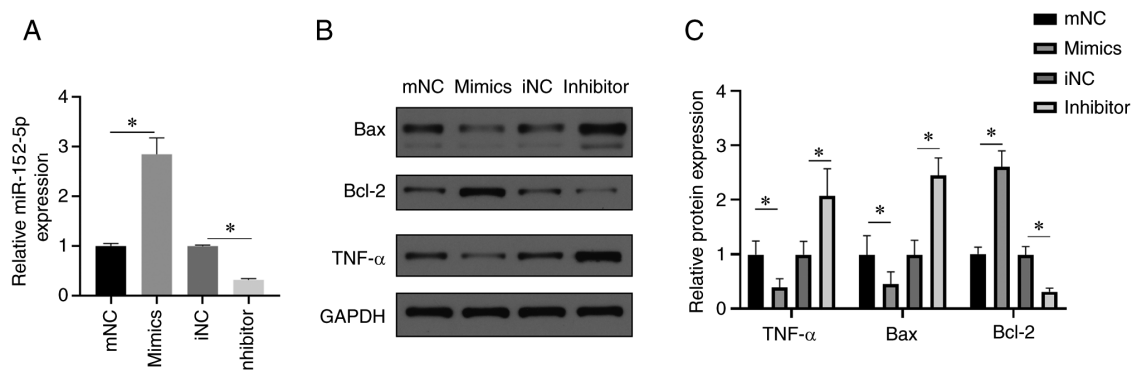 A
Relative miR-152-5p
expression
4
3
2
1
0
*
*
mNC
Mimics
iNC
nhibitor
B
mNC Mimics iNC Inhibitor
Bax
Bcl-2
TNF-α
GAPDH
C
mNC
Mimics
iNC
Inhibitor
Relative protein expression
4
3
2
1
0
*
*
*
*
*
*
TNF-α
Bax
Bcl-2